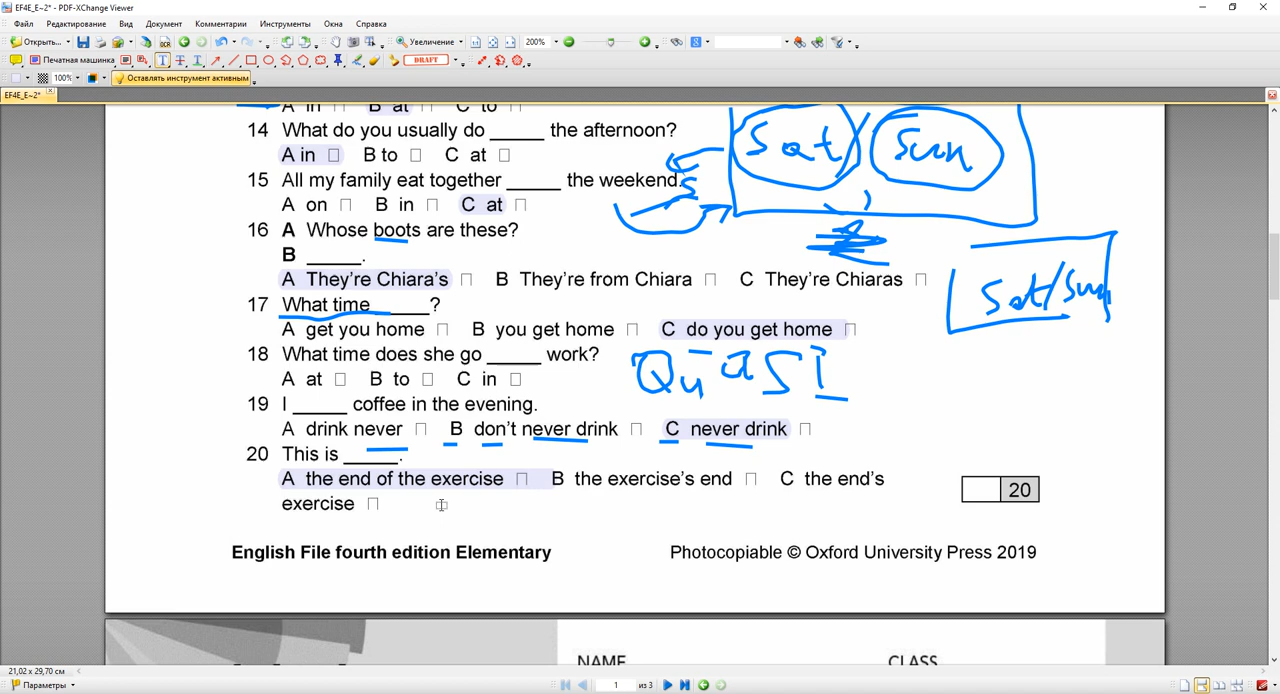 EF4E_E~2* - PDF-XChange Viewer
Файл Редактирование Вид Документ Комментарии Инструменты Окна Справка
Открыть... OCR Увеличение 200%
Печатная машинка DRAFT
100% Оставлять инструмент активным
EF4E_E~2*
A in B at C to
14 What do you usually do _____ the afternoon?
A in B to C at
15 All my family eat together _____ the weekend.
A on B in C at
16 A Whose boots are these?
B _____.
A They're Chiara's B They're from Chiara C They're Chiaras
17 What time _____?
A get you home B you get home C do you get home
18 What time does she go _____ work?
A at B to C in
19 I _____ coffee in the evening.
A drink never B don't never drink C never drink
20 This is _____.
A the end of the exercise B the exercise's end C the end's
exercise
20
Sat/Sun
Sat/Sun
QuASI
English File fourth edition Elementary Photocopiable © Oxford University Press 2019
NAME CLASS
21,02 x 29,70 см
Параметры 1 из 3